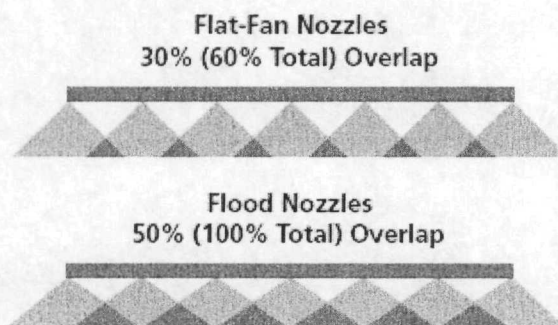 Flat-Fan Nozzles
30% (60% Total) Overlap
Flood Nozzles
50% (100% Total) Overlap